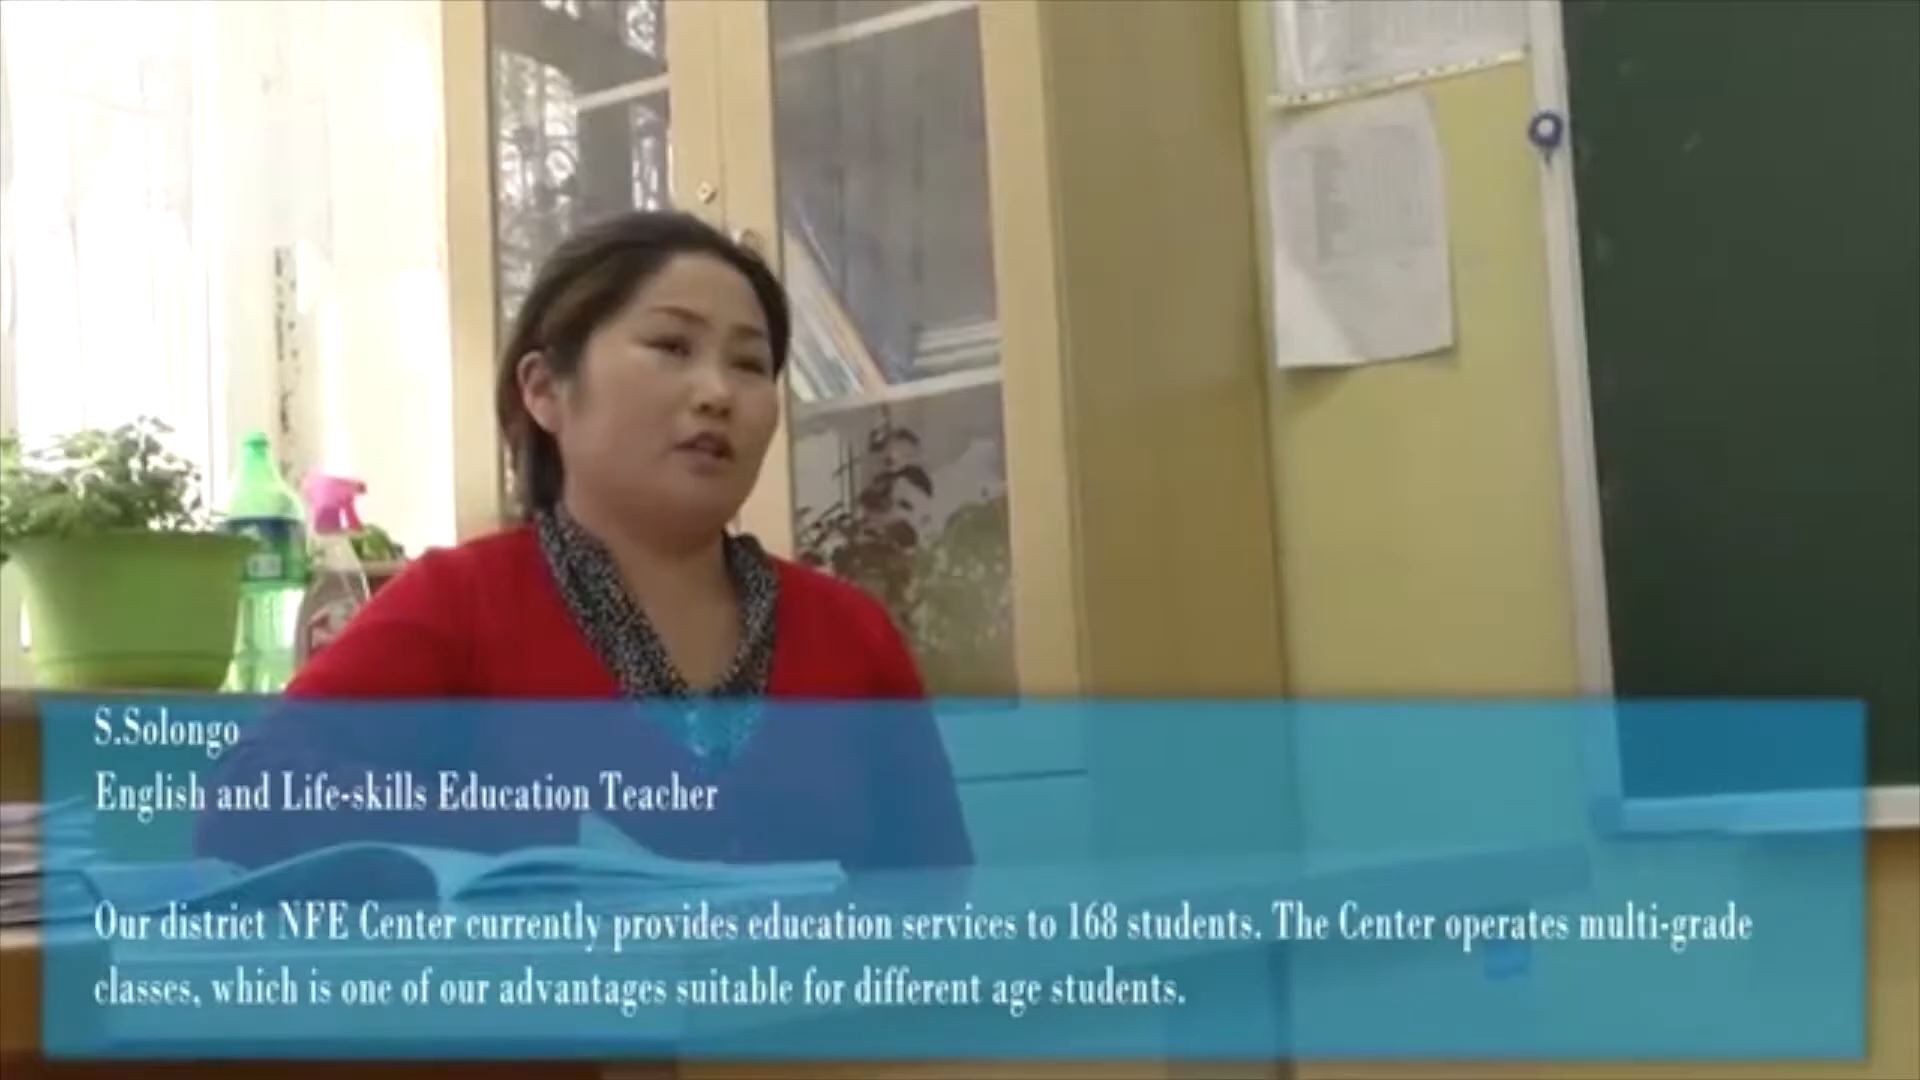 S.Solongo
English and Life-skills Education Teacher
Our district NFE Center currently provides education services to 168 students. The Center operates multi-grade
classes, which is one of our advantages suitable for different age students.